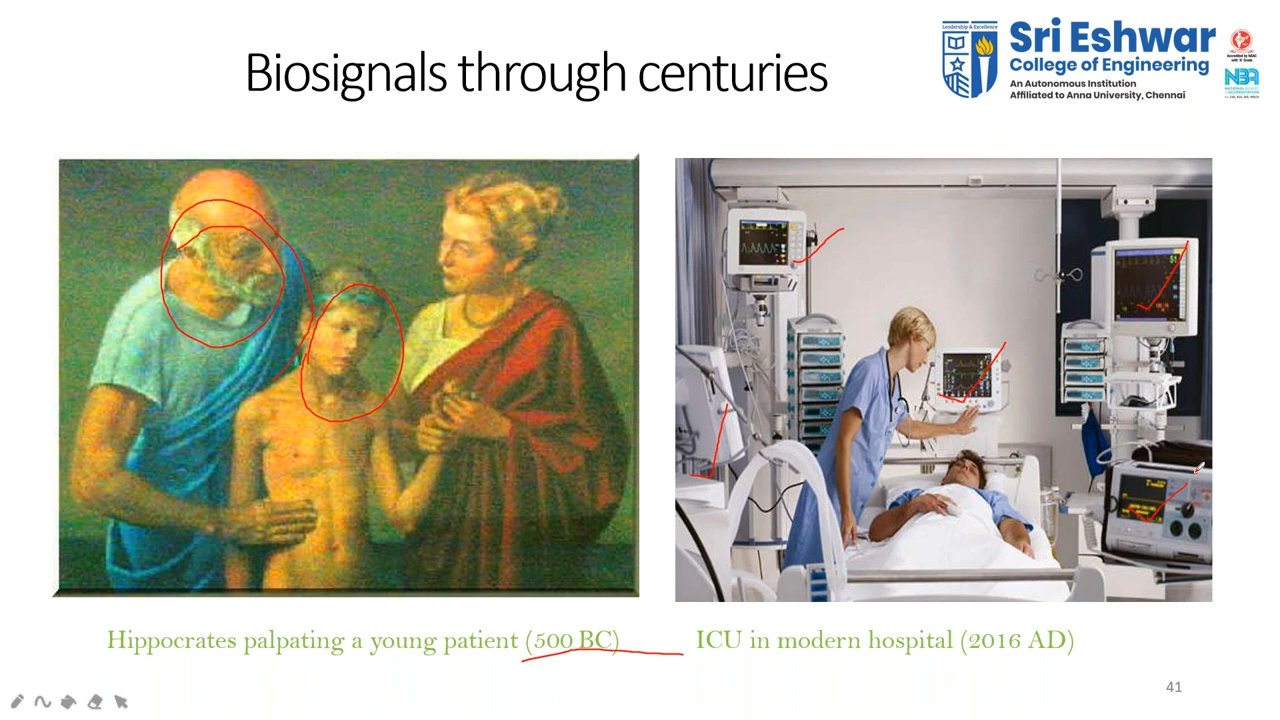 Biosignals through centuries
Leadership & Excellence
Sri Eshwar
College of Engineering
An Autonomous Institution
Affiliated to Anna University, Chennai
NBA
Hippocrates palpating a young patient (500 BC)
ICU in modern hospital (2016 AD)
41